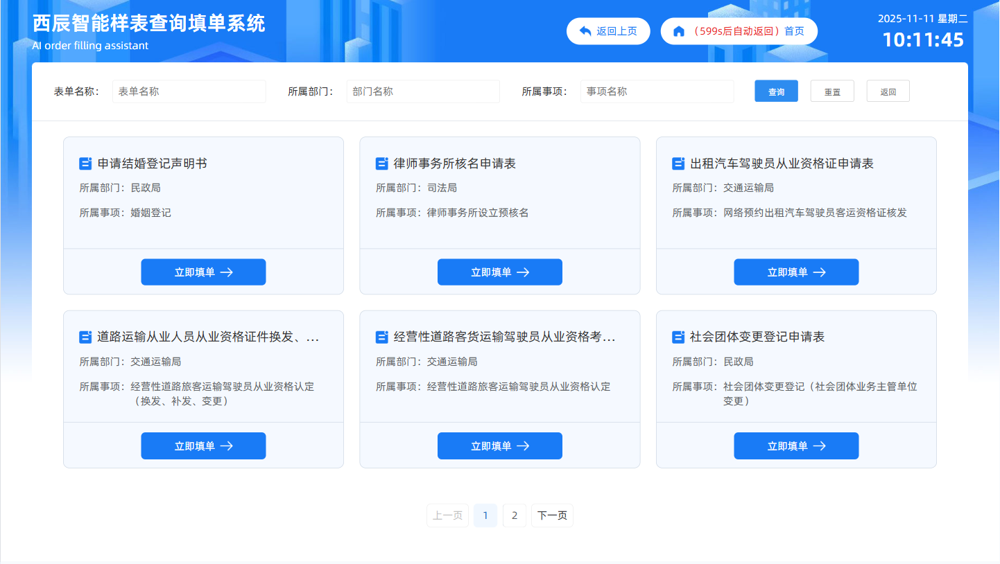 西辰智能样表查询填单系统
AI order filling assistant
返回上页
（599s后自动返回）首页
2025-11-11 星期二
10:11:45
表单名称： 表单名称
所属部门： 部门名称
所属事项： 事项名称
查询
重置
返回
申请结婚登记声明书
所属部门：民政局
所属事项：婚姻登记
立即填单
律师事务所核名申请表
所属部门：司法局
所属事项：律师事务所设立预核名
立即填单
出租汽车驾驶员从业资格证申请表
所属部门：交通运输局
所属事项：网络预约出租汽车驾驶员客运资格证核发
立即填单
道路运输从业人员从业资格证件换发、...
所属部门：交通运输局
所属事项：经营性道路旅客运输驾驶员从业资格认定
（换发、补发、变更）
立即填单
经营性道路客货运输驾驶员从业资格考...
所属部门：交通运输局
所属事项：经营性道路旅客运输驾驶员从业资格认定
立即填单
社会团体变更登记申请表
所属部门：民政局
所属事项：社会团体变更登记（社会团体业务主管单位
变更）
立即填单
上一页 1 2 下一页